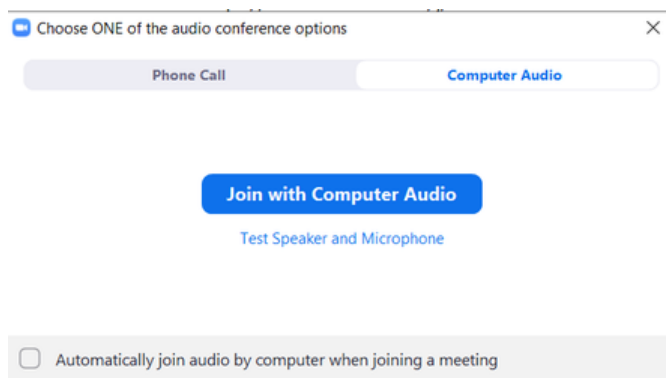 Choose ONE of the audio conference options
Phone Call
Computer Audio
Join with Computer Audio
Test Speaker and Microphone
Automatically join audio by computer when joining a meeting